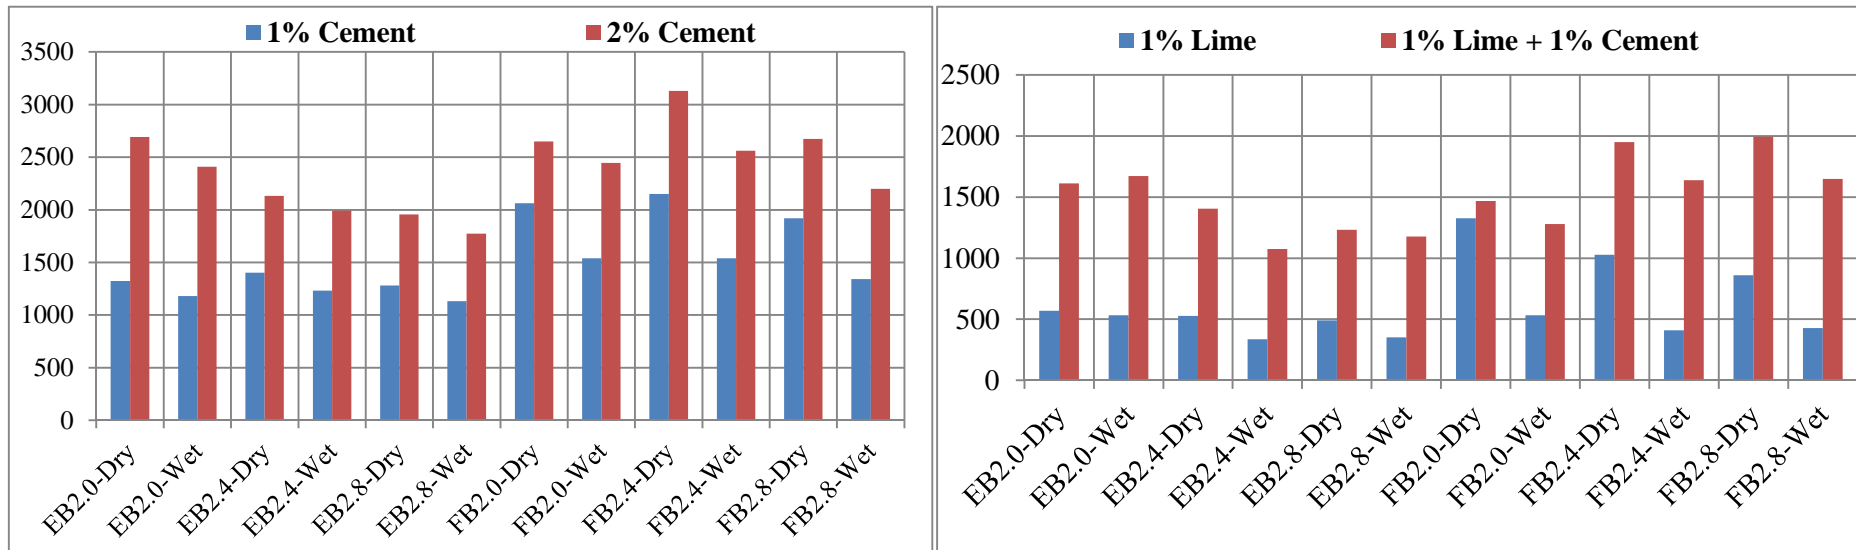 1% Cement 2% Cement
3500
3000
2500
2000
1500
1000
500
0
EB2.0-Dry
EB2.0-Wet
EB2.4-Dry
EB2.4-Wet
EB2.8-Dry
EB2.8-Wet
FB2.0-Dry
FB2.0-Wet
FB2.4-Dry
FB2.4-Wet
FB2.8-Dry
FB2.8-Wet
1% Lime 1% Lime + 1% Cement
2500
2000
1500
1000
500
0
EB2.0-Dry
EB2.0-Wet
EB2.4-Dry
EB2.4-Wet
EB2.8-Dry
EB2.8-Wet
FB2.0-Dry
FB2.0-Wet
FB2.4-Dry
FB2.4-Wet
FB2.8-Dry
FB2.8-Wet